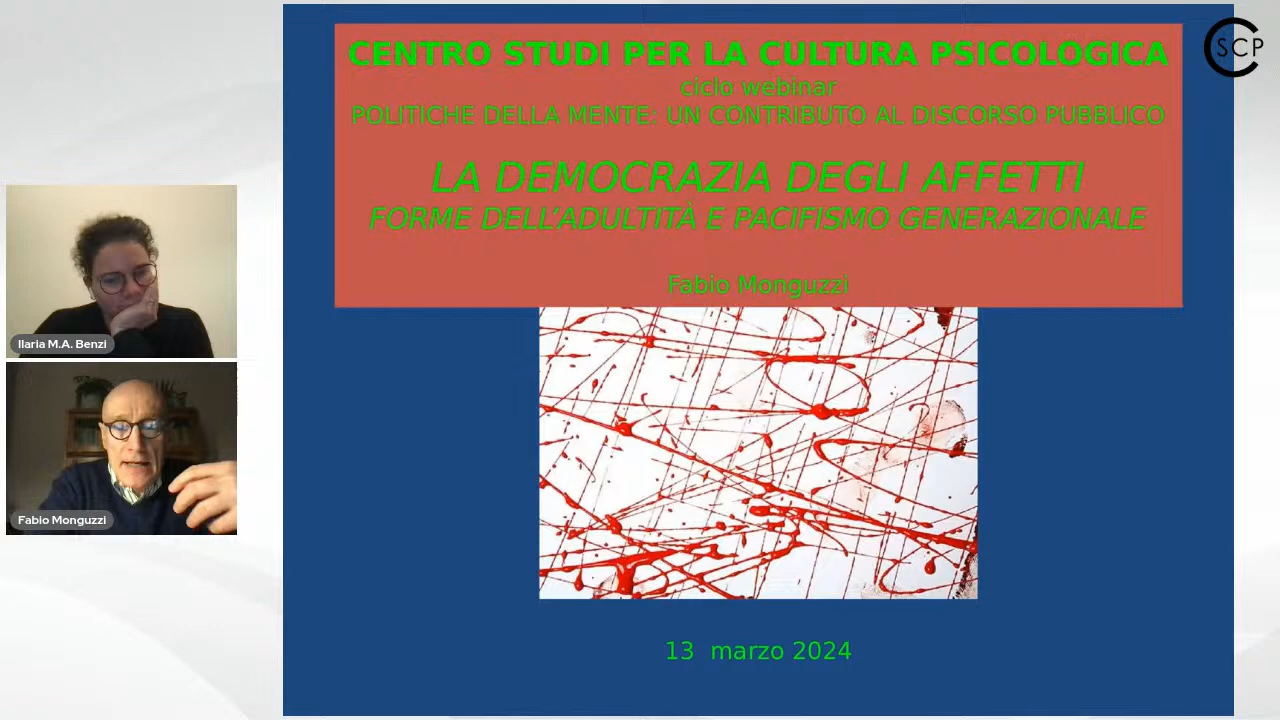 CENTRO STUDI PER LA CULTURA PSICOLOGICA
ciclo webinar
POLITICHE DELLA MENTE: UN CONTRIBUTO AL DISCORSO PUBBLICO
LA DEMOCRAZIA DEGLI AFFETTI
FORME DELL'ADULTITÀ E PACIFISMO GENERAZIONALE
Fabio Monguzzi
13 marzo 2024
SCP
Ilaria M.A. Benzi
Fabio Monguzzi